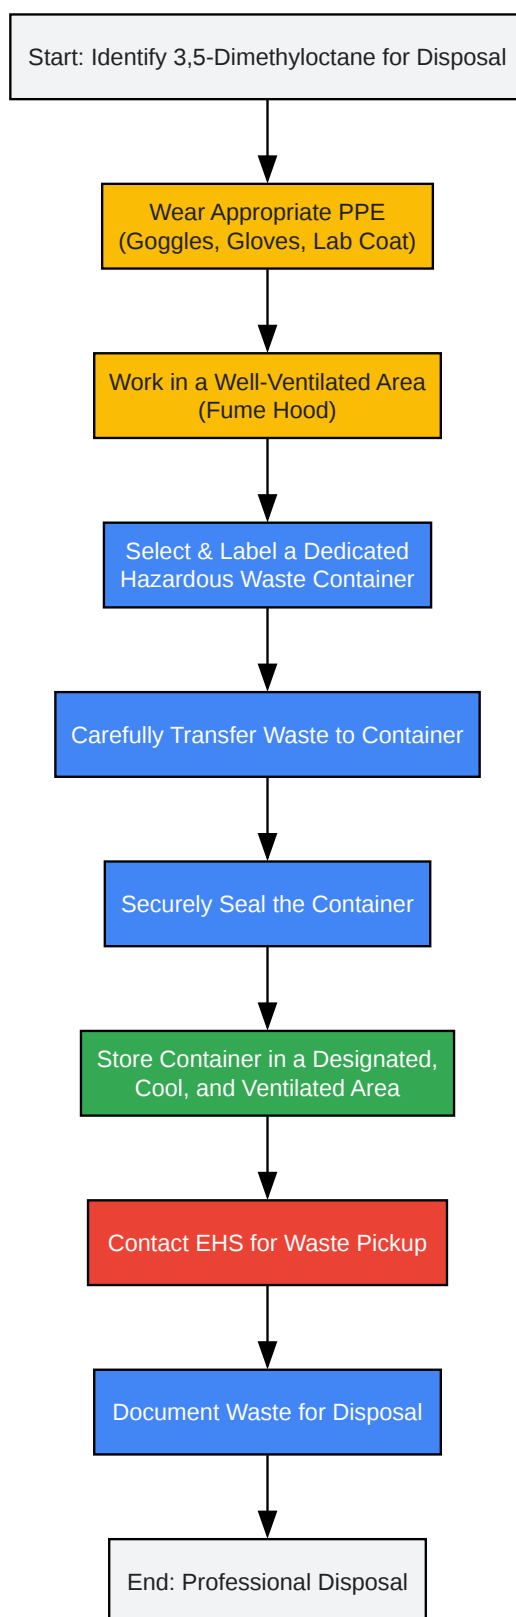 Start: Identify 3,5-Dimethyloctane for Disposal
Wear Appropriate PPE
(Goggles, Gloves, Lab Coat)
Work in a Well-Ventilated Area
(Fume Hood)
Select & Label a Dedicated
Hazardous Waste Container
Carefully Transfer Waste to Container
Securely Seal the Container
Store Container in a Designated,
Cool, and Ventilated Area
Contact EHS for Waste Pickup
Document Waste for Disposal
End: Professional Disposal